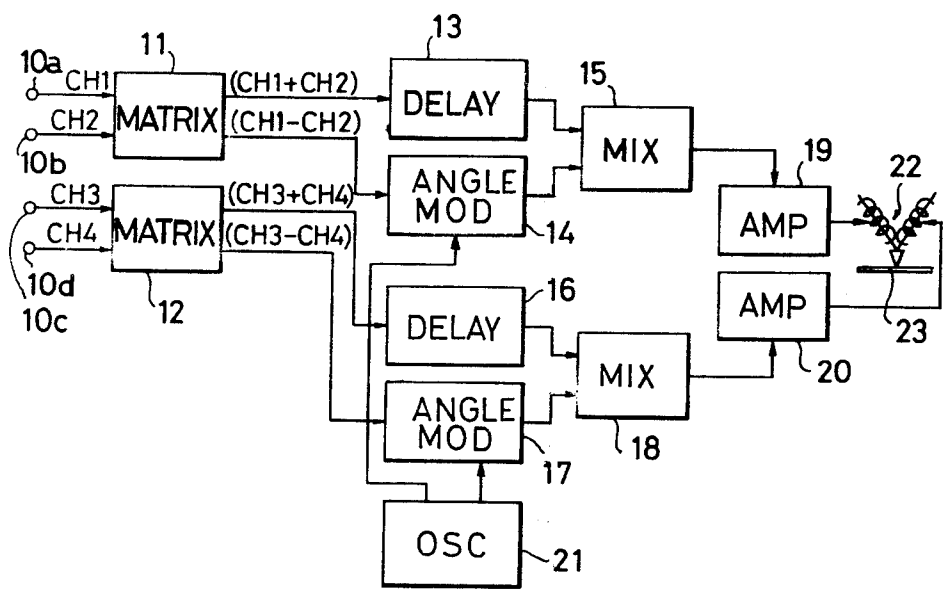 10a
CH1
11
MATRIX
(CH1+CH2)
13
DELAY
15
MIX
10b
CH2
(CH1−CH2)
ANGLE
MOD
14
19
AMP
22
CH3
CH4
10d
10c
MATRIX
12
(CH3+CH4)
(CH3−CH4)
16
DELAY
AMP
20
23
MIX
18
ANGLE
MOD
17
OSC
21